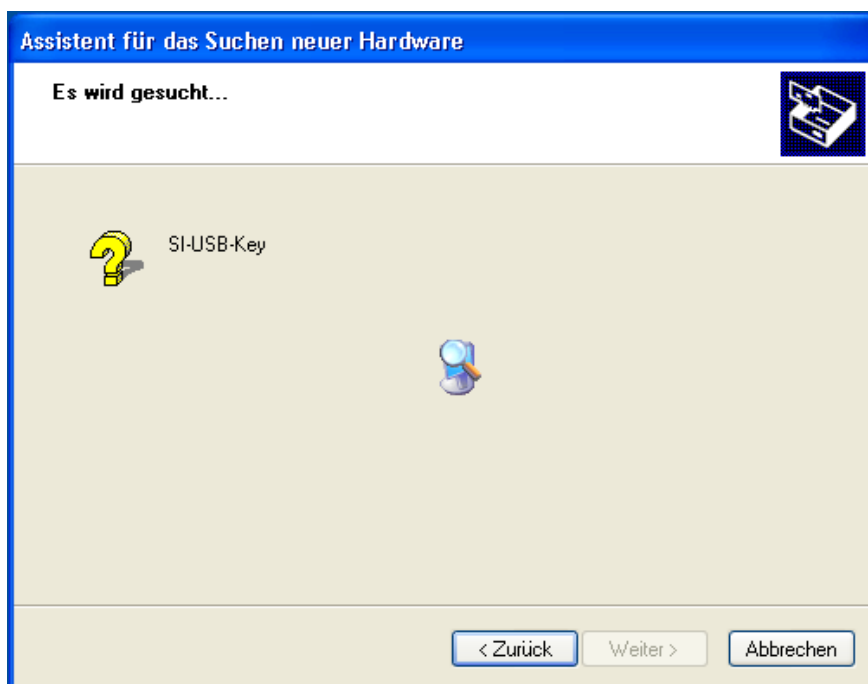 Assistent für das Suchen neuer Hardware
Es wird gesucht...
SI-USB-Key
< Zurück
Weiter >
Abbrechen